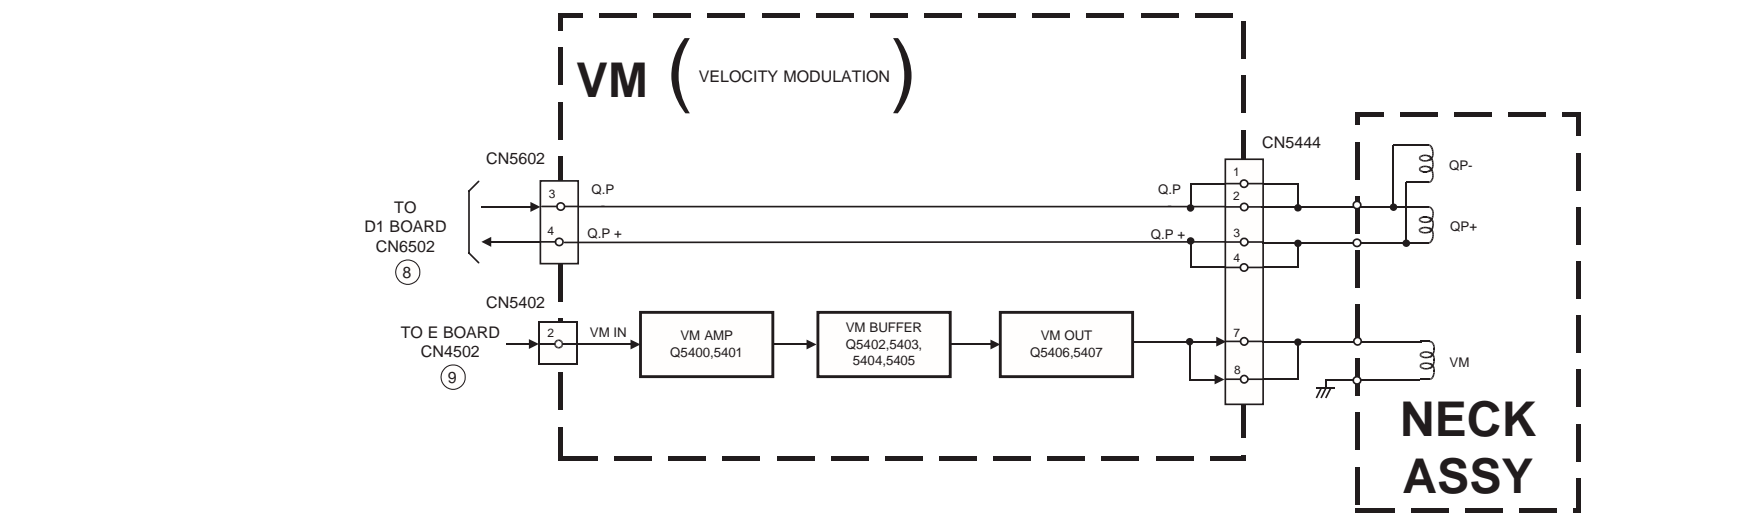 VM ( VELOCITY MODULATION )
CN5602
3
Q.P
4
Q.P +
TO
D1 BOARD
CN6502
8
CN5402
TO E BOARD
CN4502
9
2
VM IN
VM AMP
Q5400,5401
VM BUFFER
Q5402,5403,
5404,5405
VM OUT
Q5406,5407
CN5444
Q.P
Q.P +
1
2
3
4
7
8
QP-
QP+
VM
NECK
ASSY